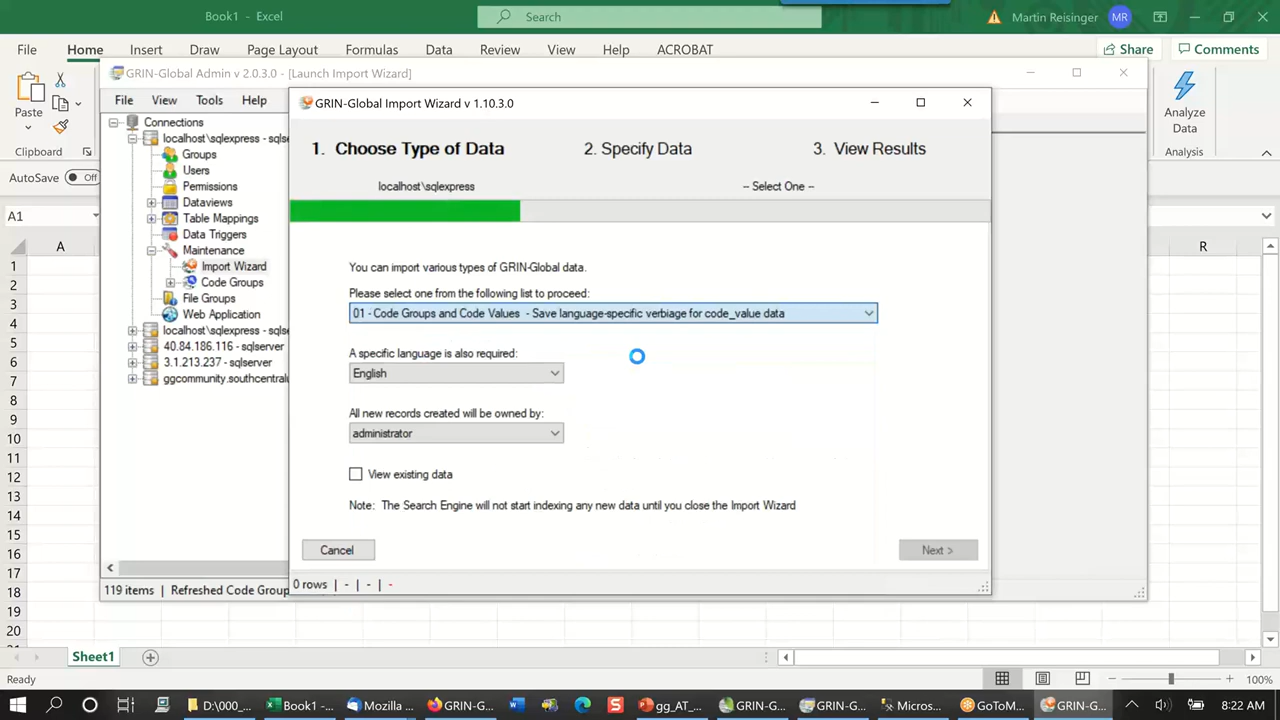 Book1 - Excel
Search
Martin Reisinger
MR
File Home Insert Draw Page Layout Formulas Data Review View Help ACROBAT
Share
Comments
GRIN-Global Admin v 2.0.3.0 - [Launch Import Wizard]
File View Tools Help
Paste
Clipboard
AutoSave Off
A1
Analyze
Data
Analysis
Connections
localhost\sqlexpress - sqlse
Groups
Users
Permissions
Dataviews
Table Mappings
Data Triggers
Maintenance
Import Wizard
Code Groups
File Groups
Web Application
localhost\sqlexpress - sqls
40.84.186.116 - sqlserver
3.1.213.237 - sqlserver
ggcommunity.southcentral
119 items
Refreshed Code Group
GRIN-Global Import Wizard v 1.10.3.0
1. Choose Type of Data
2. Specify Data
3. View Results
localhost\sqlexpress
-- Select One --
You can import various types of GRIN-Global data.
Please select one from the following list to proceed:
01 - Code Groups and Code Values - Save language-specific verbiage for code_value data
A specific language is also required:
English
All new records created will be owned by:
administrator
View existing data
Note: The Search Engine will not start indexing any new data until you close the Import Wizard
Cancel
Next >
0 rows | - | - | -
A
R
1
2
3
4
5
6
7
8
9
10
11
12
13
14
15
16
17
18
19
20
Sheet1
Ready
100%
D:\000_...
Book1 - ...
Mozilla ...
GRIN-G...
gg_AT_...
GRIN-G...
GRIN-G...
Micros...
GoToM...
GRIN-G...
8:22 AM